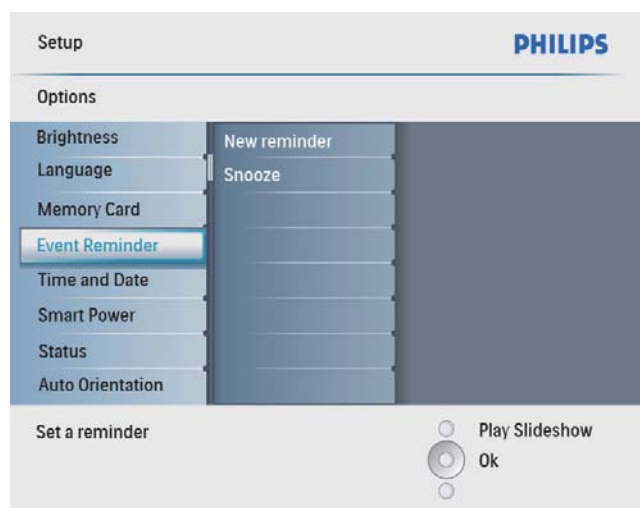 Setup
PHILIPS
Options
Brightness
New reminder
Language
Snooze
Memory Card
Event Reminder
Time and Date
Smart Power
Status
Auto Orientation
Set a reminder
Play Slideshow
Ok